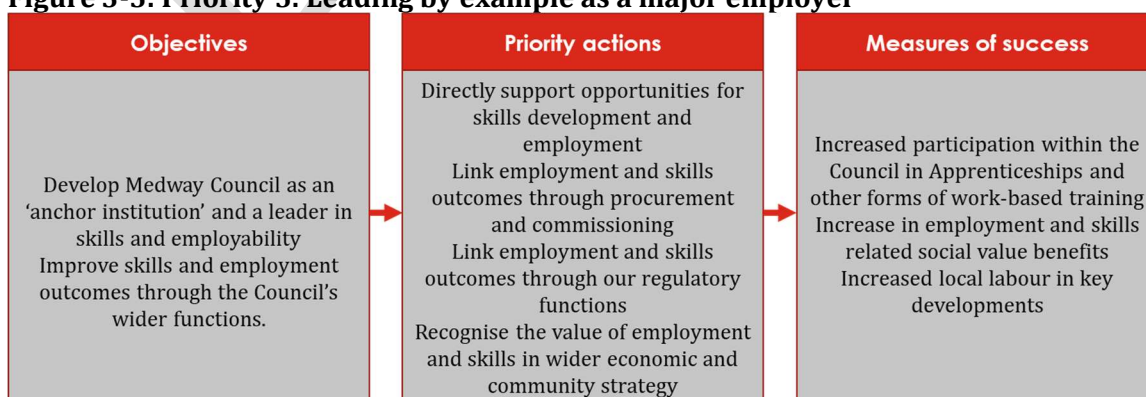 Figure Priority Leading by example as a major employer
Objectives
Develop Medway Council as an
‘anchor institution’ and a leader in
skills and employability
Improve skills and employment
outcomes through the Council’s
wider functions.
Priority actions
Directly support opportunities for
skills development and
employment
Link employment and skills
outcomes through procurement
and commissioning
Link employment and skills
outcomes through our regulatory
functions
Recognise the value of employment
and skills in wider economic and
community strategy
Measures of success
Increased participation within the
Council in Apprenticeships and
other forms of work-based training
Increase in employment and skills
related social value benefits
Increased local labour in key
developments